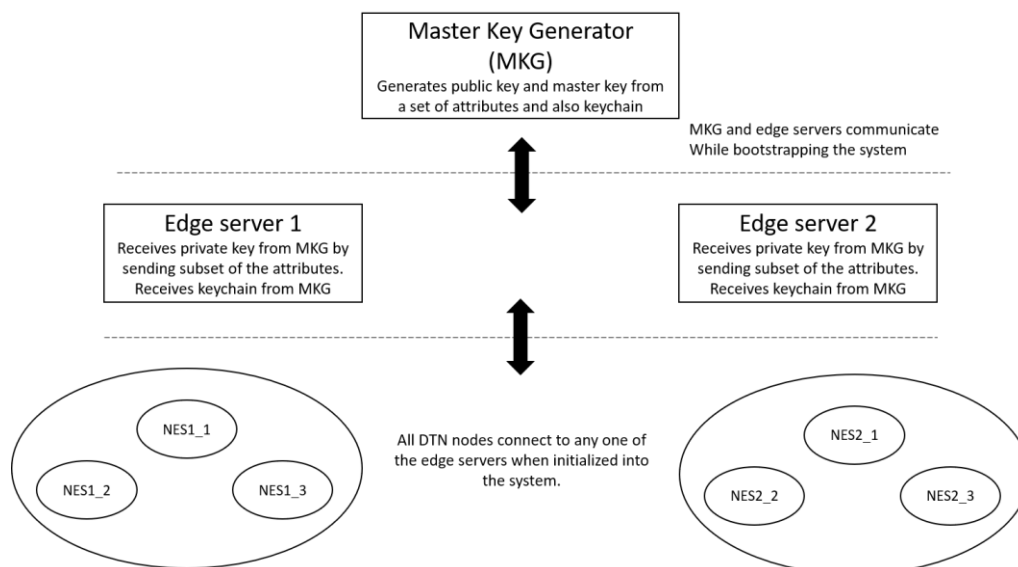 Master Key Generator
(MKG)
Generates public key and master key from
a set of attributes and also keychain
MKG and edge servers communicate
While bootstrapping the system
Edge server 1
Receives private key from MKG by
sending subset of the attributes.
Receives keychain from MKG
Edge server 2
Receives private key from MKG by
sending subset of the attributes.
Receives keychain from MKG
NES1_1
NES1_2
NES1_3
All DTN nodes connect to any one of
the edge servers when initialized into
the system.
NES2_1
NES2_2
NES2_3